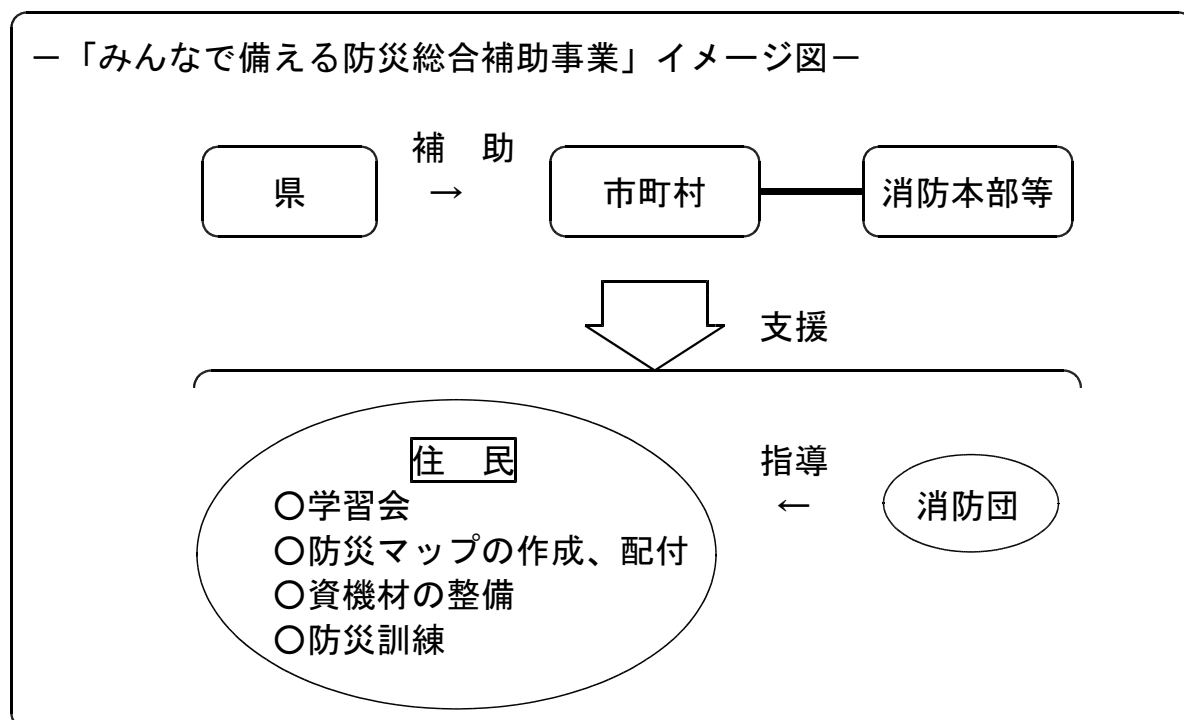 －「みんなで備える防災総合補助事業」イメージ図－
補　助
県
→
市町村
消防本部等
支援
住　民
○学習会
○防災マップの作成、配付
○資機材の整備
○防災訓練
指導
←
消防団